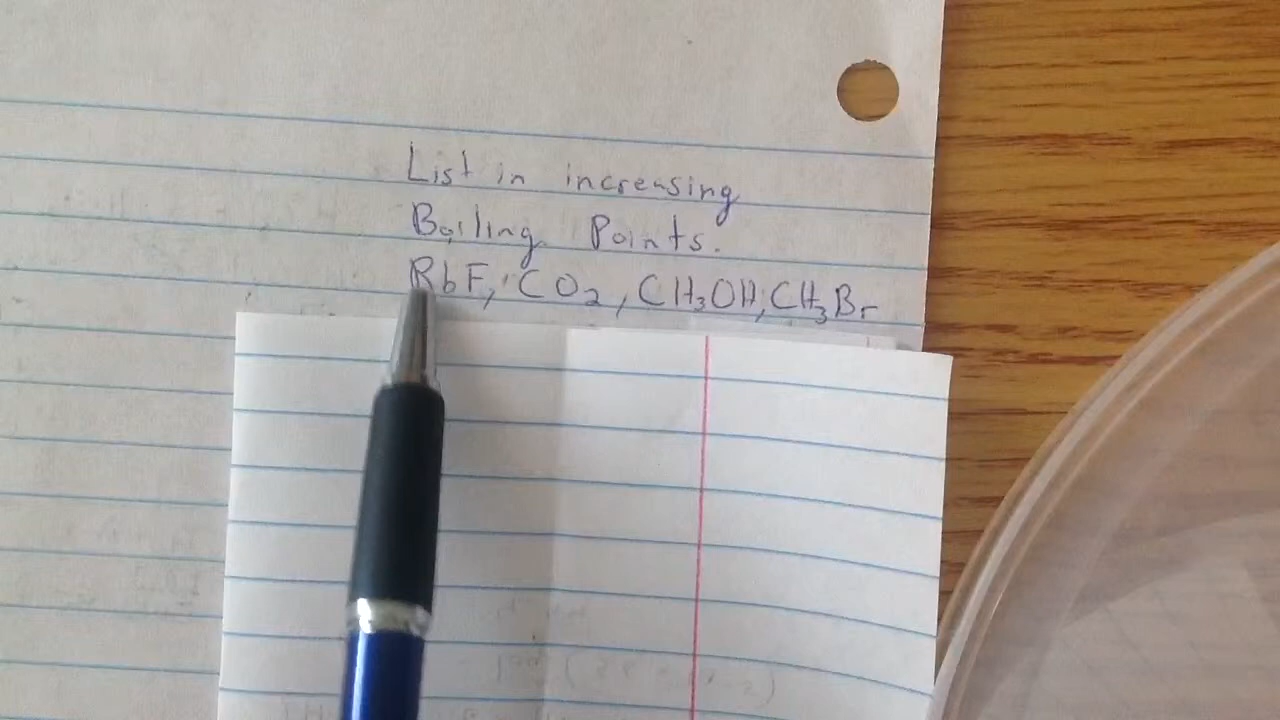 List in increasing
Boiling Points.
RbF, CO₂, CH₃OH, CH₃Br